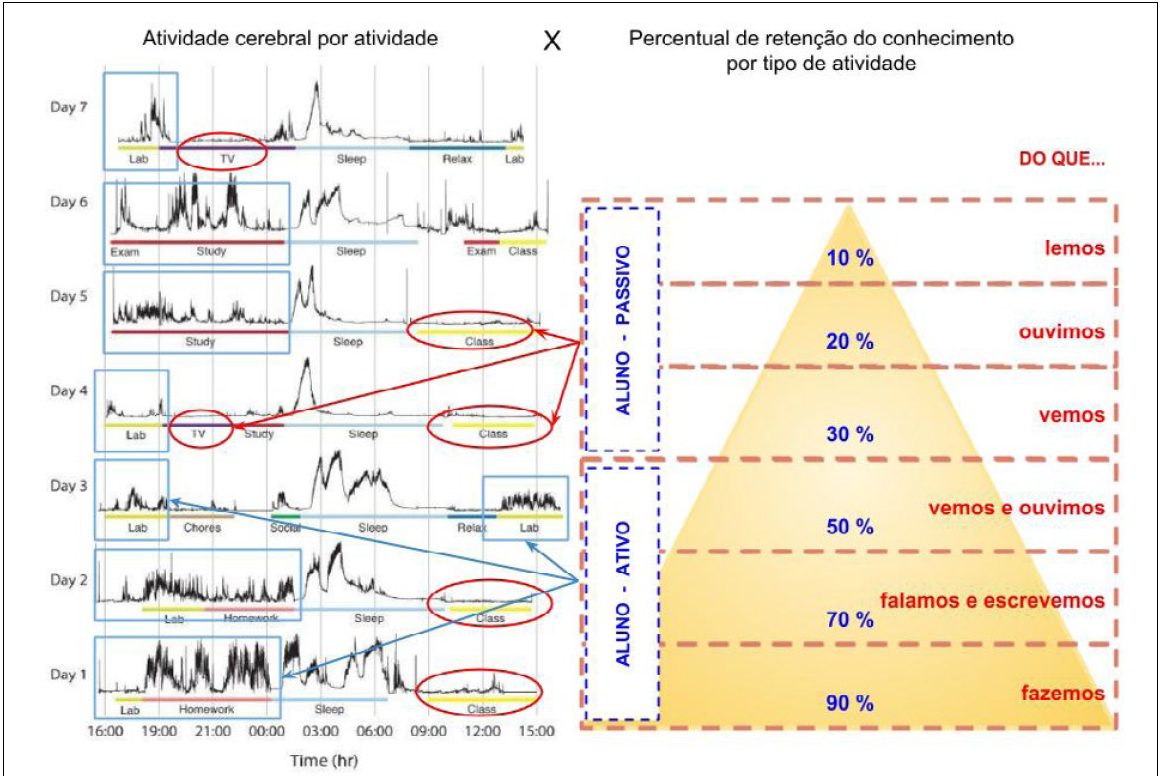 Atividade cerebral por atividade
X
Percentual de retenção do conhecimento
por tipo de atividade
Day 7
Lab TV Sleep Relax Lab
Day 6
Exam Study Sleep Exam Class
Day 5
Study Sleep Class
Day 4
Lab TV Study Sleep Class
Day 3
Lab Chores Social Sleep Relax Lab
Day 2
Lab Homework Sleep Class
Day 1
Lab Homework Sleep Class
16:00 19:00 21:00 00:00 03:00 06:00 09:00 12:00 15:00
Time (hr)
DO QUE...
ALUNO - PASSIVO
10 % lemos
20 % ouvimos
30 % vemos
ALUNO - ATIVO
50 % vemos e ouvimos
70 % falamos e escrevemos
90 % fazemos